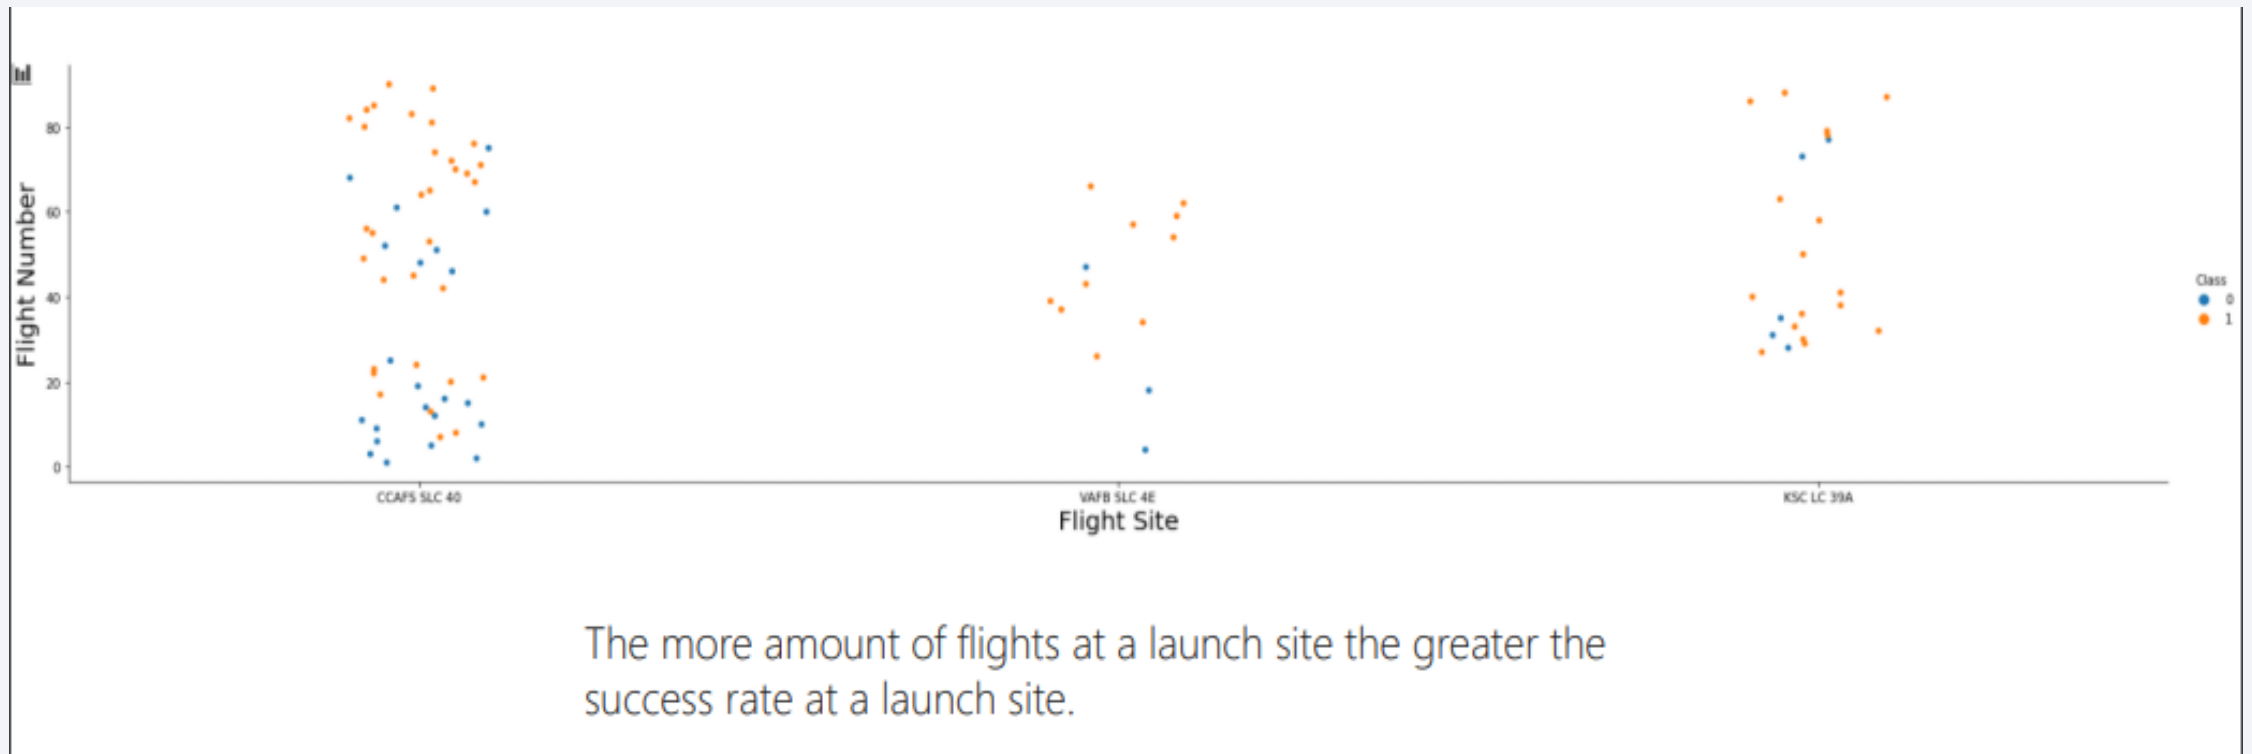 80
60
40
20
0
Flight Number
CCAFS SLC 40
VAFB SLC 4E
KSC LC 39A
Flight Site
Class
0
1
The more amount of flights at a launch site the greater the
success rate at a launch site.